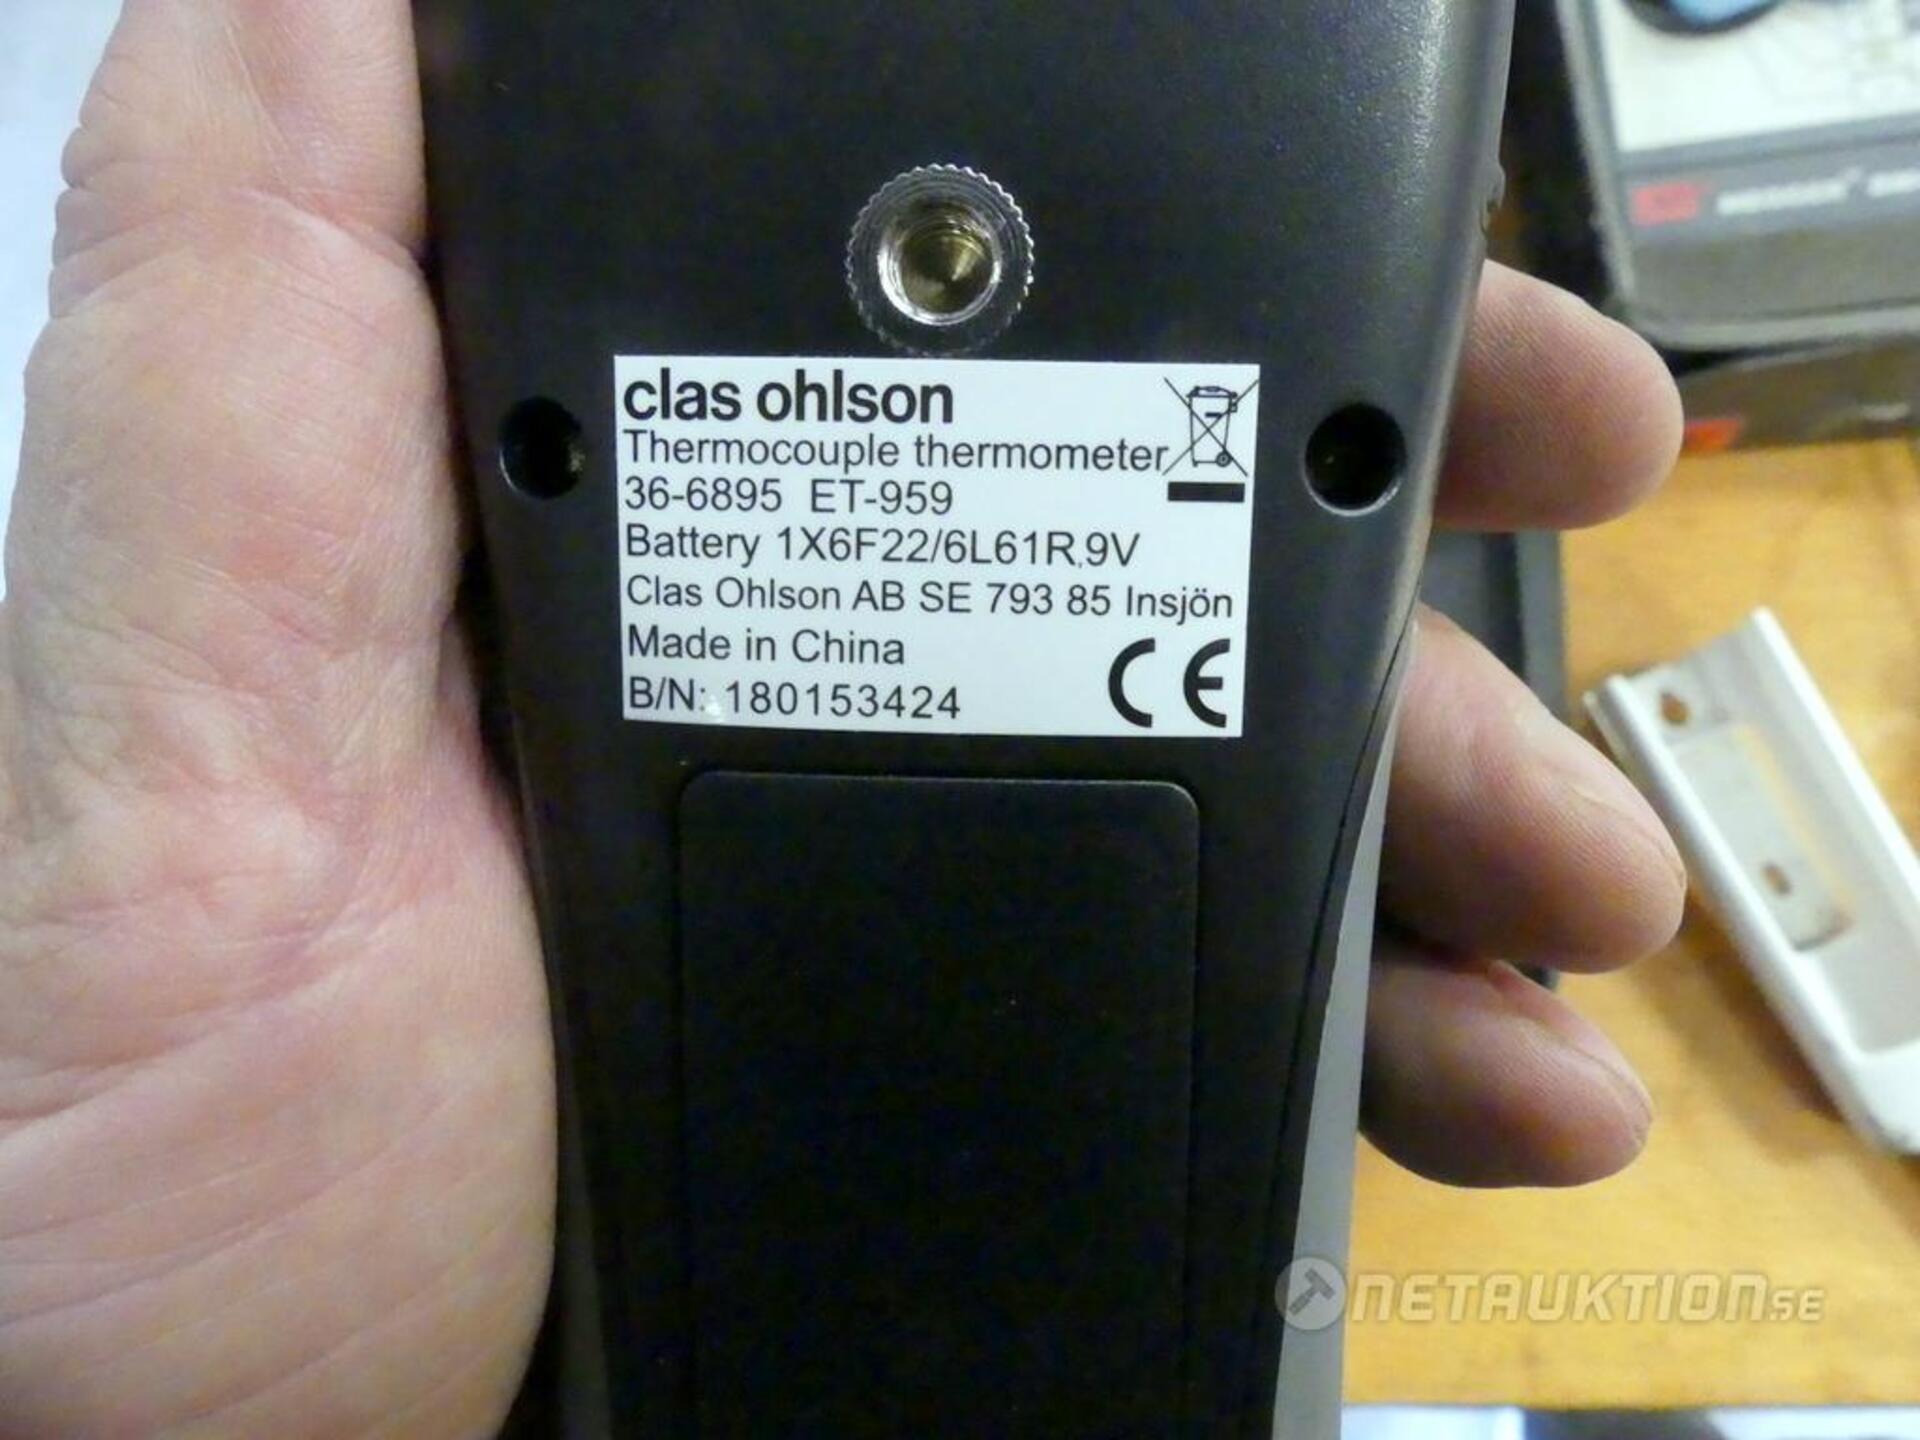 clas ohlson
Thermocouple thermometer
36-6895 ET-959
Battery 1X6F22/6L61R,9V
Clas Ohlson AB SE 793 85 Insjön
Made in China
B/N: 180153424
CE
NETAUKTION.SE